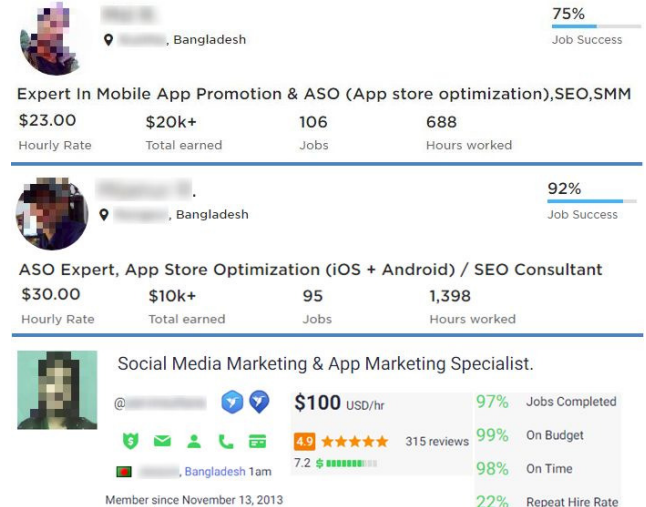 75%
, Bangladesh
Job Success
Expert In Mobile App Promotion & ASO (App store optimization),SEO,SMM
$23.00 $20k+ 106 688
Hourly Rate Total earned Jobs Hours worked
92%
, Bangladesh
Job Success
ASO Expert, App Store Optimization (iOS + Android) / SEO Consultant
$30.00 $10k+ 95 1,398
Hourly Rate Total earned Jobs Hours worked
Social Media Marketing & App Marketing Specialist.
@ $100 USD/hr 97% Jobs Completed
4.9 315 reviews 99% On Budget
7.2 $ 98% On Time
, Bangladesh 1am
Member since November 13, 2013 22% Repeat Hire Rate